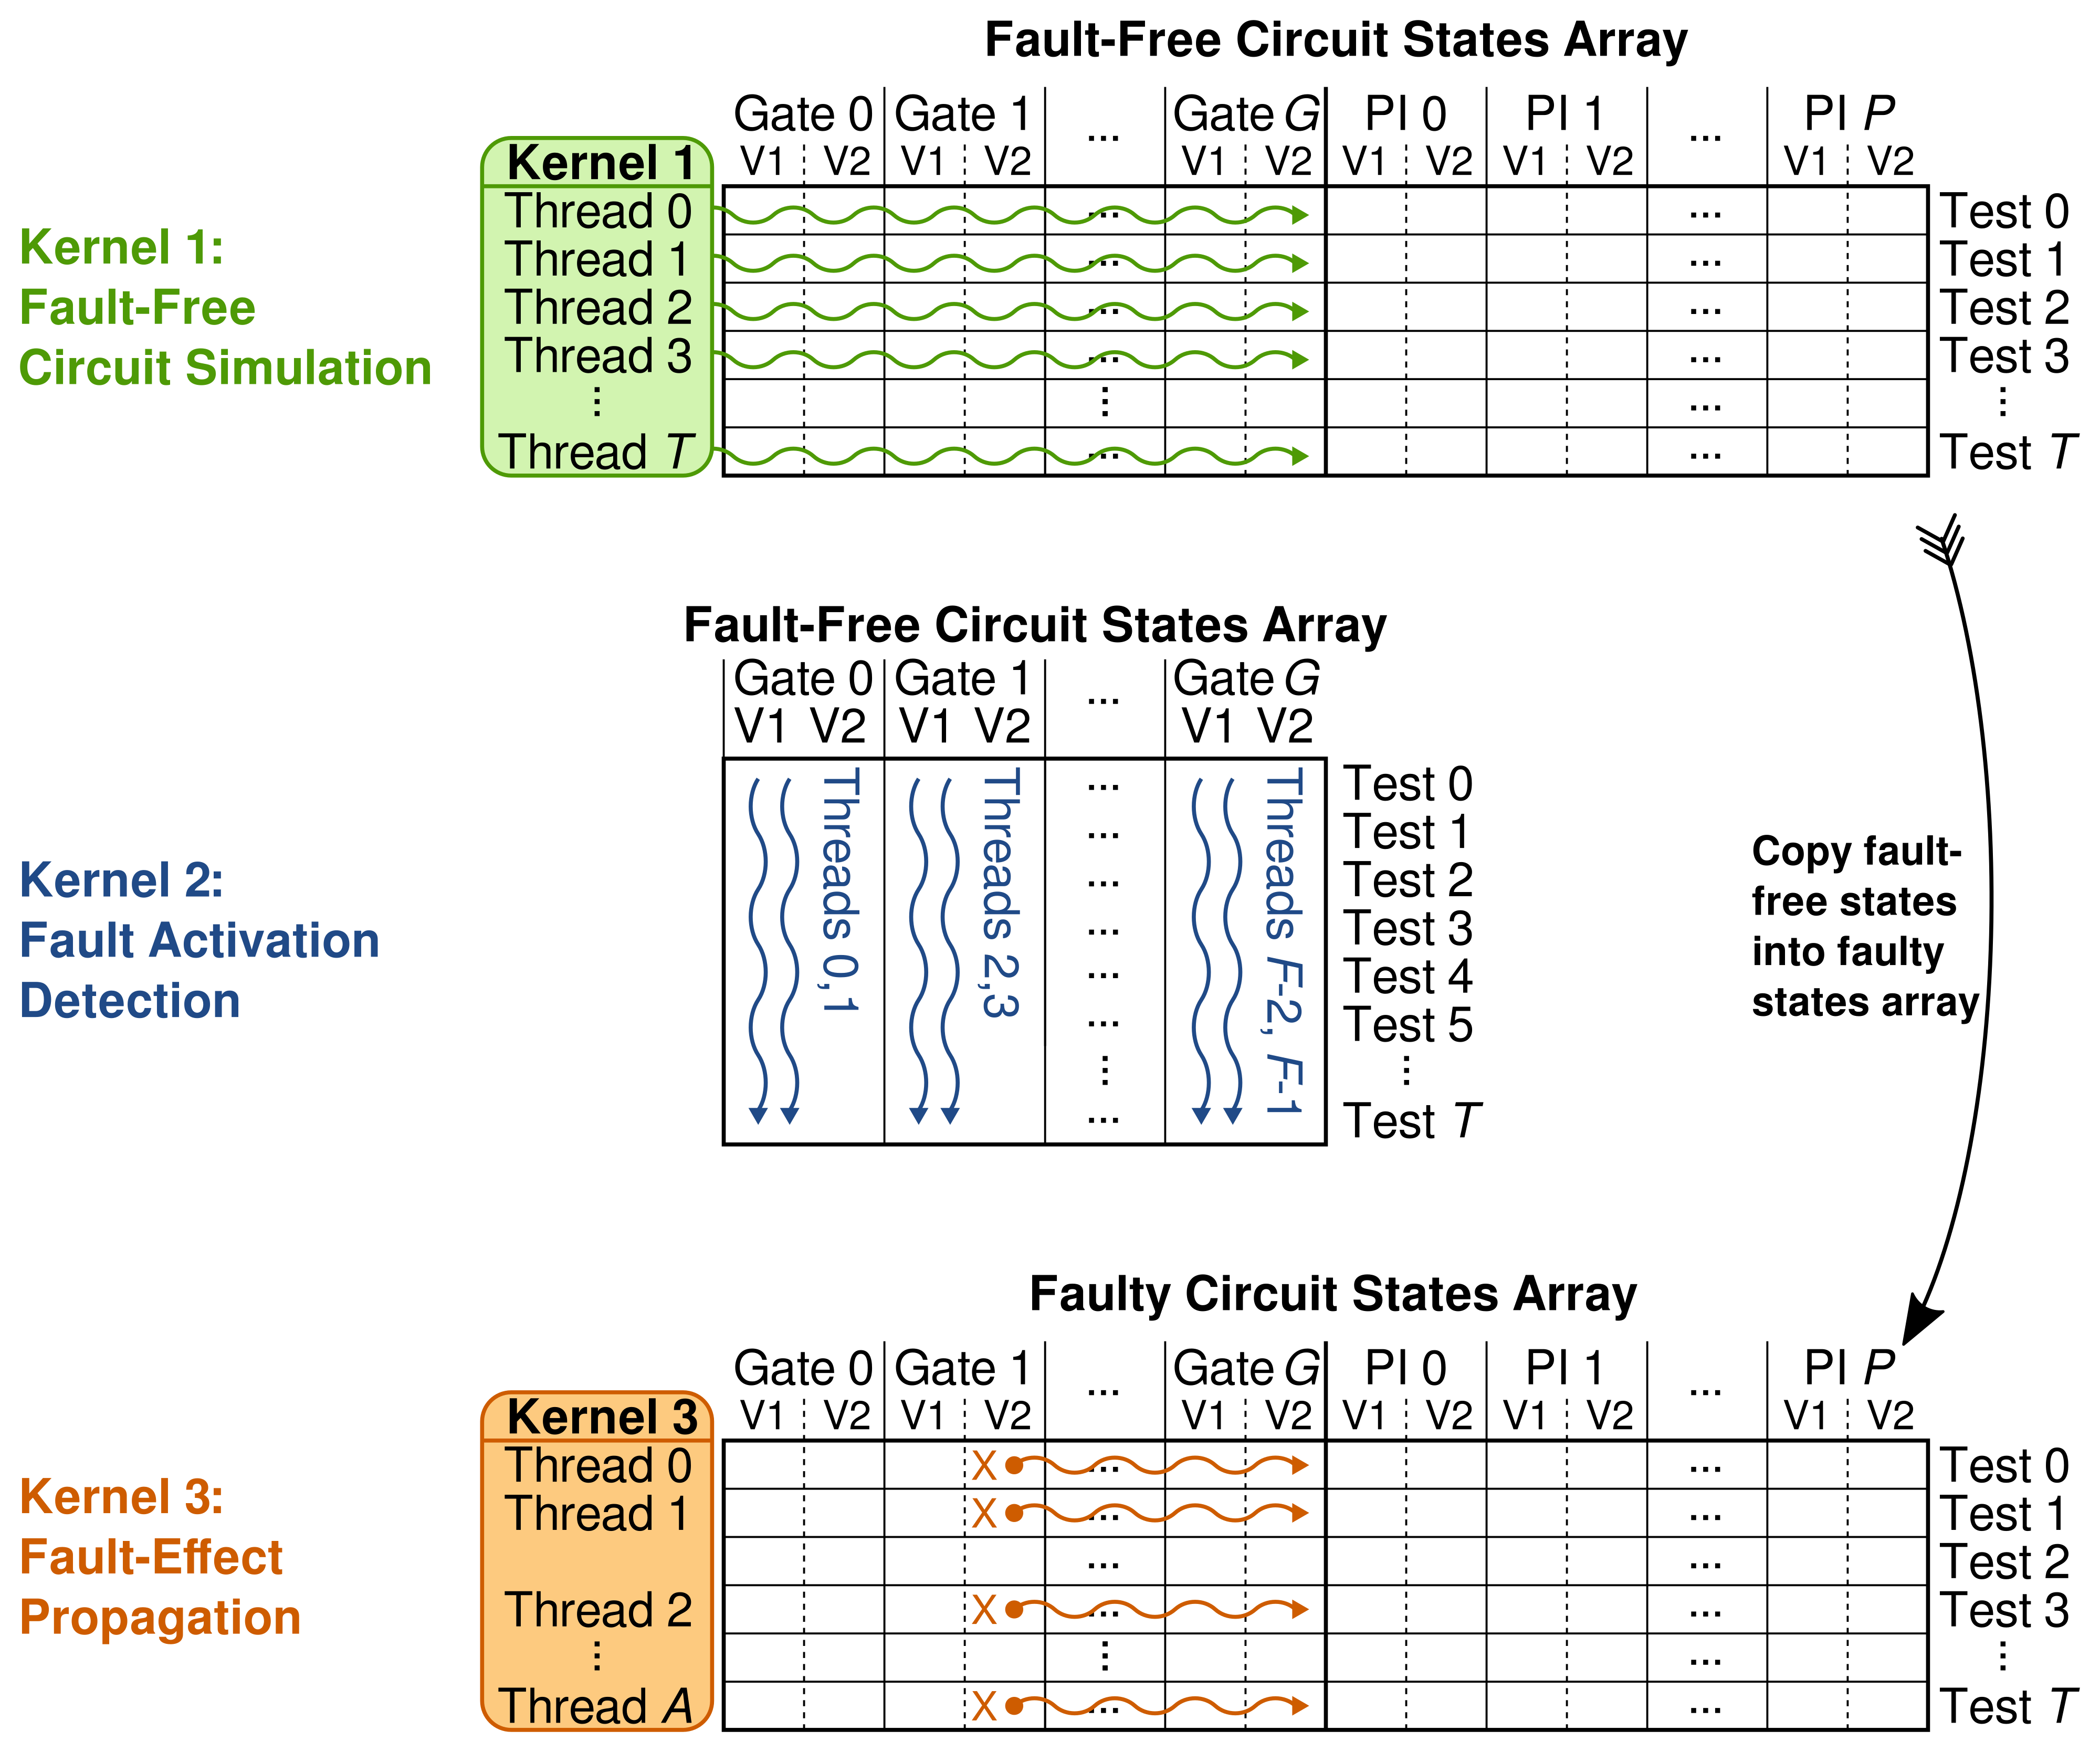 Fault-Free Circuit States Array
Gate 0 Gate 1 ... Gate G PI 0 PI 1 ... PI P
V1 V2 V1 V2 V1 V2 V1 V2 V1 V2 V1 V2
Kernel 1
Thread 0 ... ... Test 0
Thread 1 ... ... Test 1
Thread 2 ... ... Test 2
Thread 3 ... ... Test 3
⋮ ⋮ ... ⋮
Thread T ... ... Test T
Kernel 1:
Fault-Free
Circuit Simulation
Fault-Free Circuit States Array
Gate 0 Gate 1 ... Gate G
V1 V2 V1 V2 V1 V2
Threads 0,1
Threads 2,3
Threads F-2, F-1
... Test 0
... Test 1
... Test 2
... Test 3
... Test 4
... Test 5
⋮ ⋮
... Test T
Kernel 2:
Fault Activation
Detection
Copy fault-
free states
into faulty
states array
Faulty Circuit States Array
Gate 0 Gate 1 ... Gate G PI 0 PI 1 ... PI P
V1 V2 V1 V2 V1 V2 V1 V2 V1 V2 V1 V2
Kernel 3
Thread 0 X ... ... Test 0
Thread 1 X ... ... Test 1
... ... Test 2
Thread 2 X ... ... Test 3
⋮ ⋮ ... ⋮
Thread A X ... ... Test T
Kernel 3:
Fault-Effect
Propagation